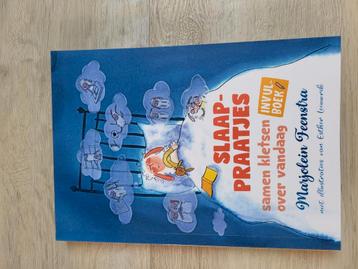 SLAAP-
PRAATJES
samen kletsen
over vandaag
INVUL-
BOEK
Marjolein Feenstra
met illustraties van Esther Leeuwrik